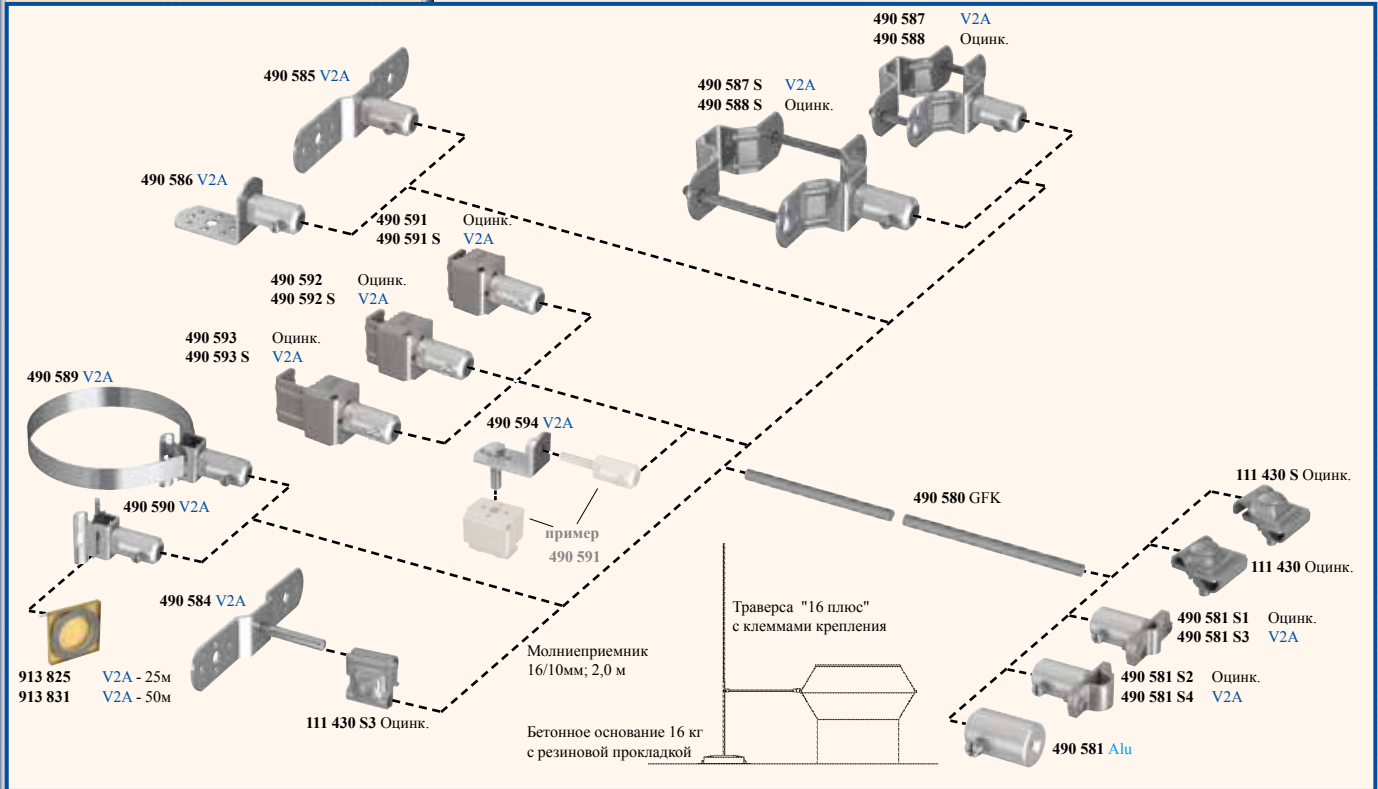 490 587 V2A
490 588 Оцинк.
490 585 V2A
490 587 S V2A
490 588 S Оцинк.
490 586 V2A
490 591 Оцинк.
490 591 S V2A
490 592 Оцинк.
490 592 S V2A
490 593 Оцинк.
490 593 S V2A
490 589 V2A
490 594 V2A
490 590 V2A
пример
490 591
490 580 GFK
111 430 S Оцинк.
111 430 Оцинк.
490 584 V2A
Траверса "16 плюс"
с клеммами крепления
490 581 S1 Оцинк.
490 581 S3 V2A
Молниеприемник
16/10мм; 2,0 м
913 825 V2A - 25м
913 831 V2A - 50м
490 581 S2 Оцинк.
490 581 S4 V2A
111 430 S3 Оцинк.
Бетонное основание 16 кг
с резиновой прокладкой
490 581 Alu